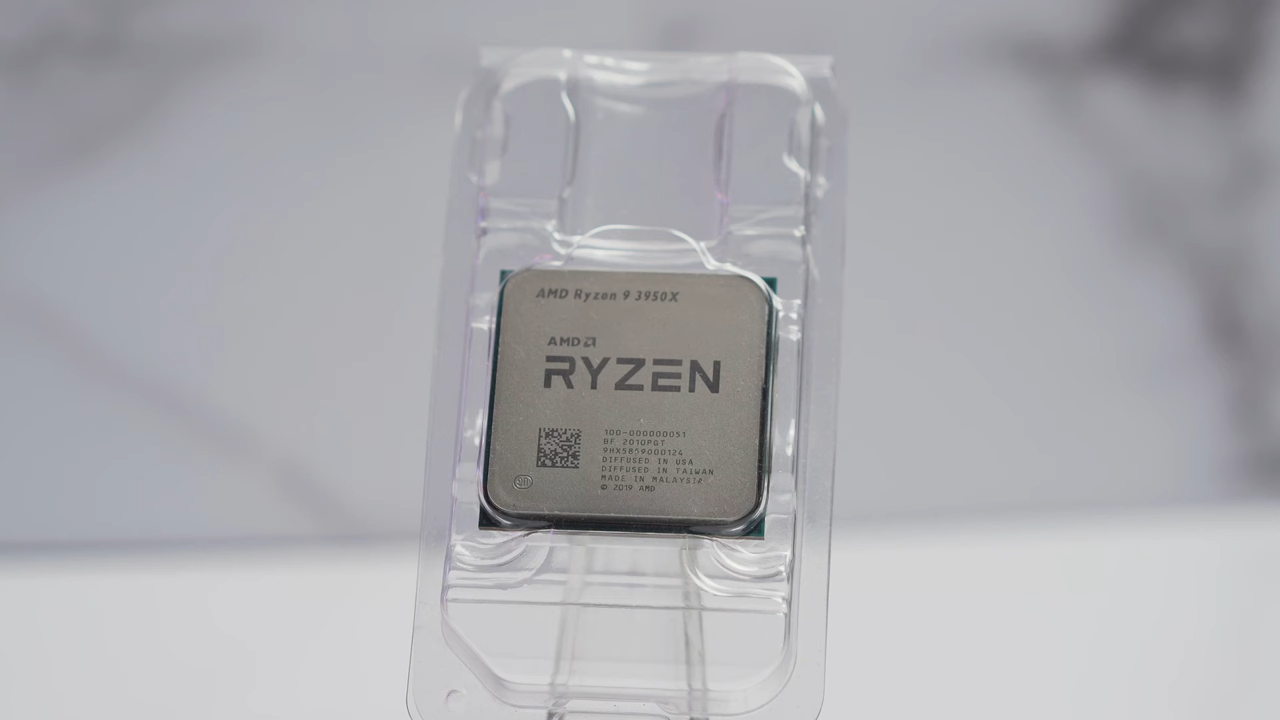 AMD Ryzen 9 3950X
AMD
RYZEN
100-000000051
BF 2010PGT
9HX5859000124
DIFFUSED IN USA
DIFFUSED IN TAIWAN
MADE IN MALAYSIA
© 2019 AMD